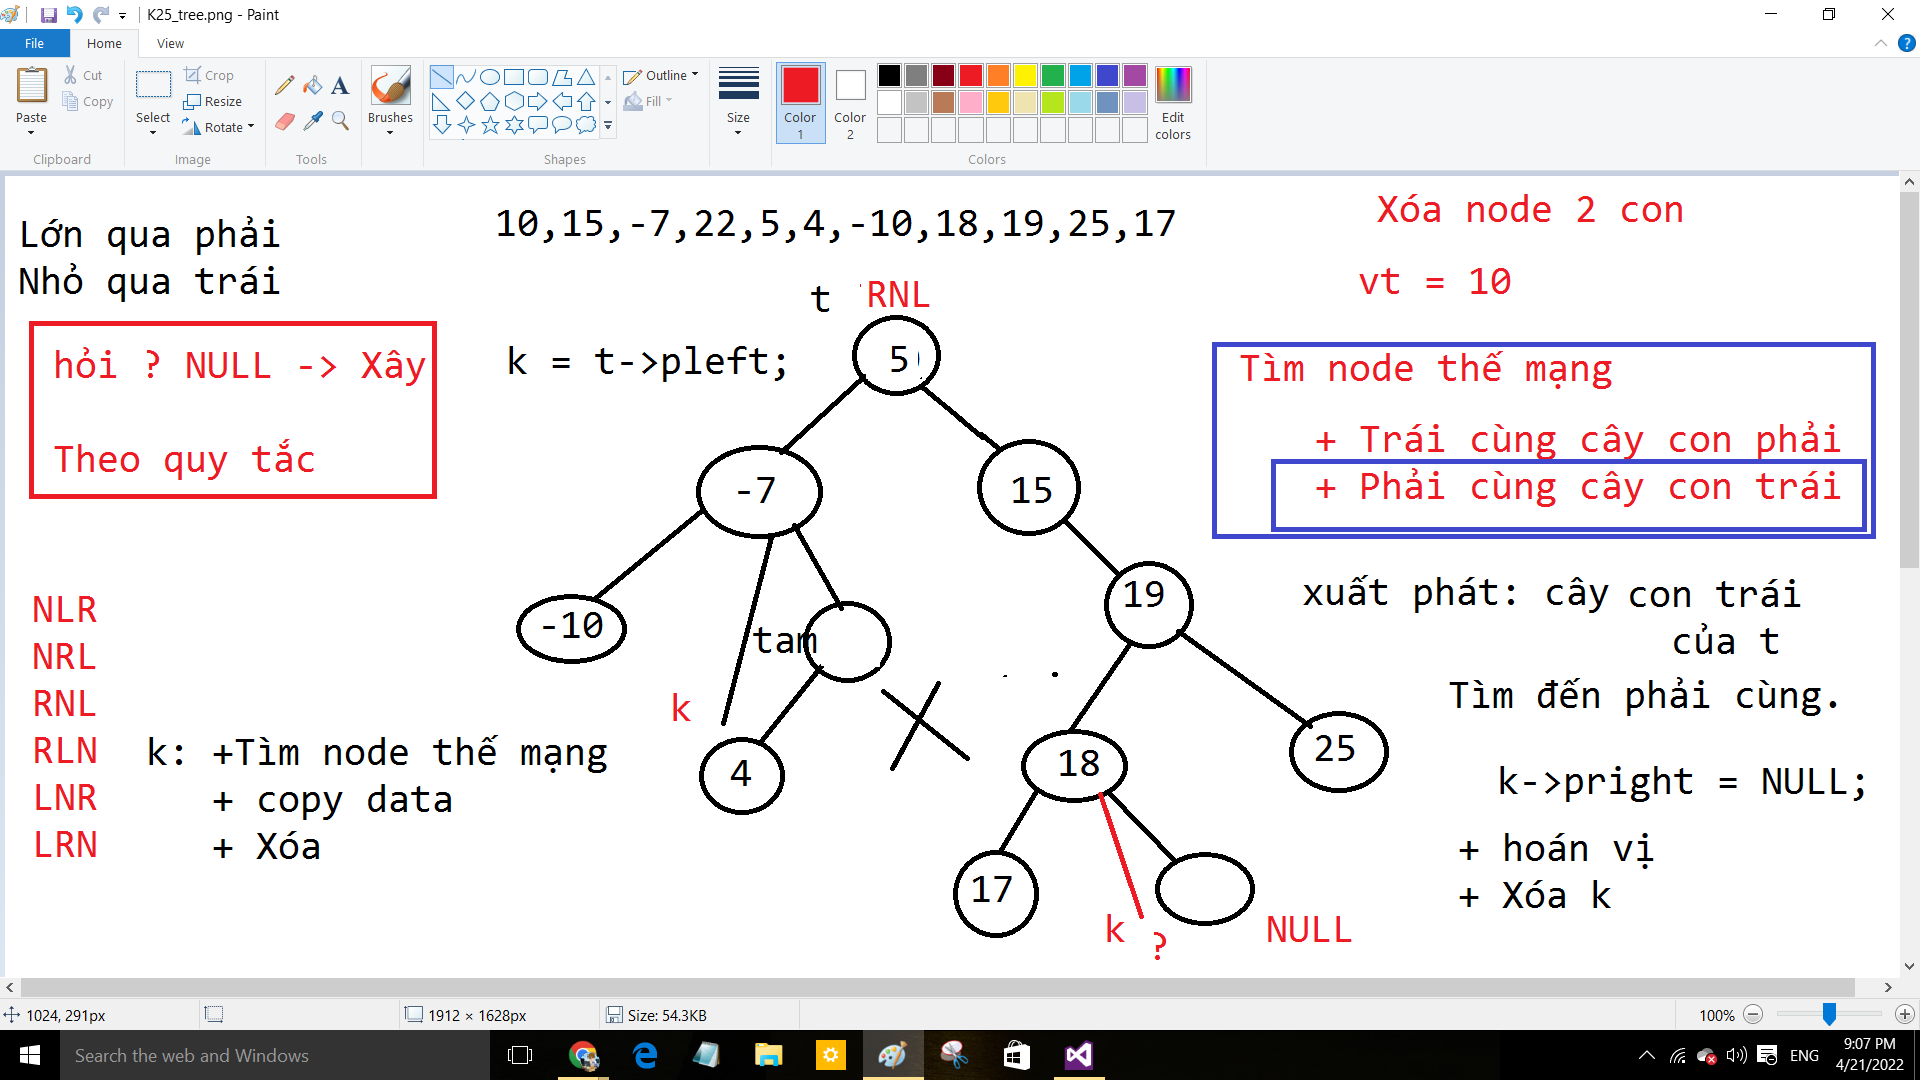 K25_tree.png - Paint
File Home View
Paste
Cut
Copy
Clipboard
Select
Crop
Resize
Rotate
Image
A
Tools
Brushes
Shapes
Outline
Fill
Size
Color 1
Color 2
Edit colors
Colors
Lớn qua phải
Nhỏ qua trái
10,15,-7,22,5,4,-10,18,19,25,17
Xóa node 2 con
vt = 10
t RNL
hỏi ? NULL -> Xây
Theo quy tắc
k = t->pleft;
5
-7
15
-10
tam
19
k
4
18
25
17
k ?
NULL
Tìm node thế mạng
+ Trái cùng cây con phải
+ Phải cùng cây con trái
xuất phát: cây con trái
của t
Tìm đến phải cùng.
k->pright = NULL;
+ hoán vị
+ Xóa k
NLR
NRL
RNL
RLN
LNR
LRN
k: +Tìm node thế mạng
+ copy data
+ Xóa
1024, 291px
1912 × 1628px
Size: 54.3KB
100%
Search the web and Windows
ENG
9:07 PM
4/21/2022